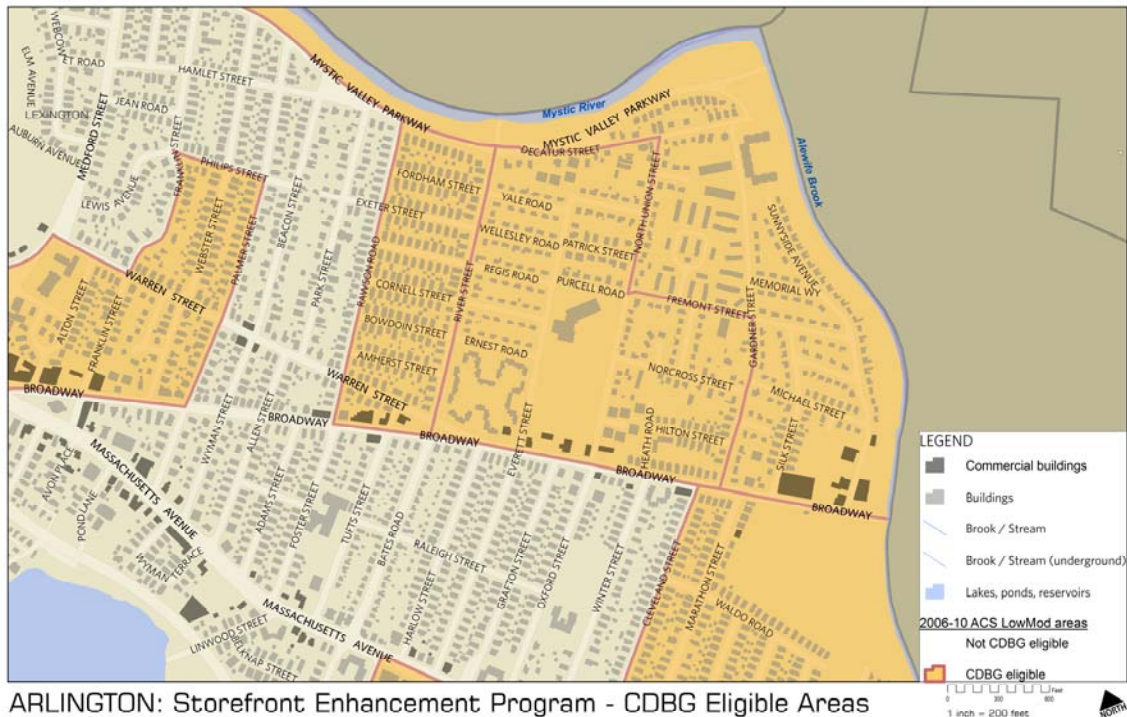 WEBCOW
ET ROAD
ELM AVENUE
HAMLET STREET
JEAN ROAD
LEXINGTON
AUBURN AVENUE
MEDFORD STREET
LEWIS
AVENUE
STREET
PHILIPS STREET
WEBSTER STREET
PALMER STREET
BEACON STREET
PARK STREET
WARREN STREET
ALTON STREET
FRANKLIN STREET
BROADWAY
MYSTIC VALLEY PARKWAY
Mystic River
MYSTIC VALLEY PARKWAY
DECATUR STREET
FORDHAM STREET
EXETER STREET
RAWSON ROAD
CORNELL STREET
BOWDOIN STREET
AMHERST STREET
WARREN STREET
RIVER STREET
YALE ROAD
WELLESLEY ROAD
PATRICK STREET
REGIS ROAD
PURCELL ROAD
ERNEST ROAD
NORTH UNION STREET
FREMONT STREET
GARDNER STREET
MEMORIAL WY
SUNNYSIDE AVENUE
Alewife Brook
NORCROSS STREET
MICHAEL STREET
HILTON STREET
HEATH ROAD
SILK STREET
EVERETT STREET
BROADWAY
BROADWAY
BROADWAY
BROADWAY
WYMAN STREET
ALLEN STREET
ADAMS STREET
FOSTER STREET
TUFTS STREET
BATES ROAD
RALEIGH STREET
HARLOW STREET
GRAFTON STREET
OXFORD STREET
WINTER STREET
CLEVELAND STREET
MARATHON STREET
WALDO ROAD
AVON PLACE
POND LANE
MASSACHUSETTS AVENUE
WYMAN
TERRACE
MASSACHUSETTS AVENUE
LINWOOD STREET
BELKNAP STREET
LEGEND
Commercial buildings
Buildings
Brook / Stream
Brook / Stream (underground)
Lakes, ponds, reservoirs
2006-10 ACS LowMod areas
Not CDBG eligible
CDBG eligible
0 300 600 Feet
1 inch = 200 feet
NORTH
ARLINGTON: Storefront Enhancement Program - CDBG Eligible Areas